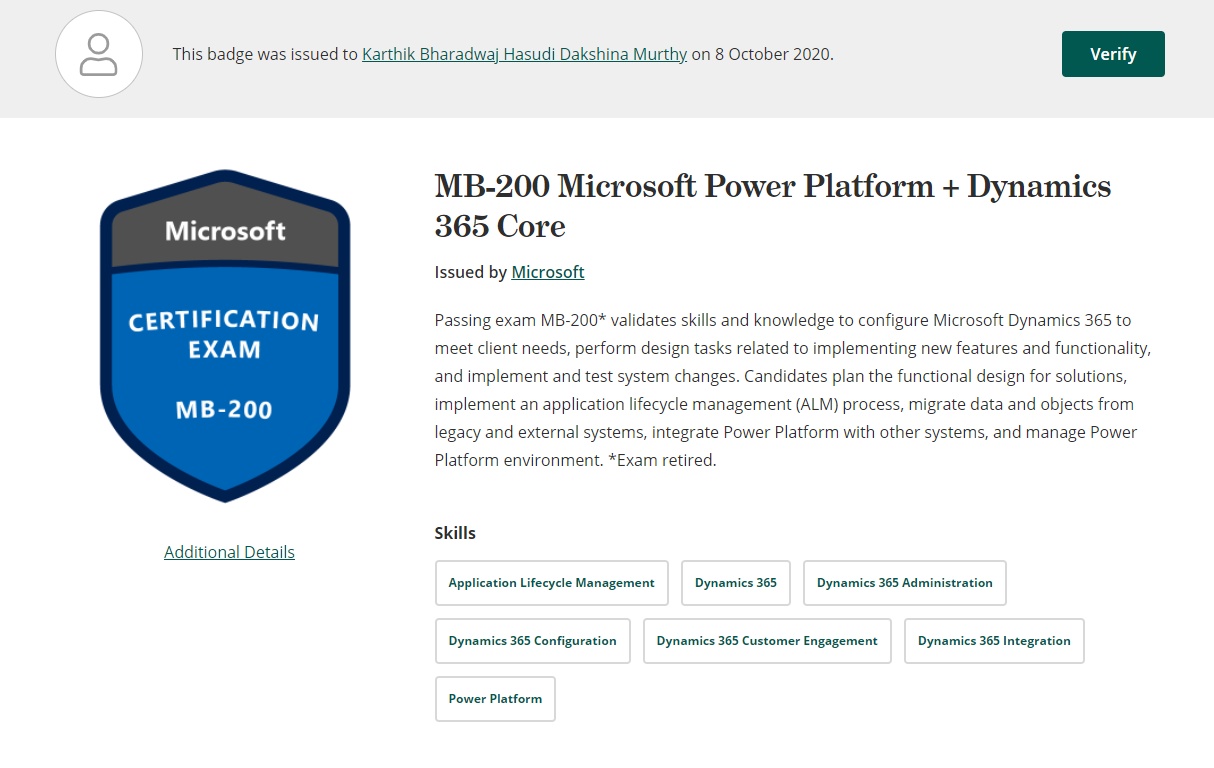 This badge was issued to Karthik Bharadwaj Hasudi Dakshina Murthy on 8 October 2020.
Verify
Microsoft
CERTIFICATION
EXAM
MB-200
Additional Details
MB-200 Microsoft Power Platform + Dynamics
365 Core
Issued by Microsoft
Passing exam MB-200* validates skills and knowledge to configure Microsoft Dynamics 365 to
meet client needs, perform design tasks related to implementing new features and functionality,
and implement and test system changes. Candidates plan the functional design for solutions,
implement an application lifecycle management (ALM) process, migrate data and objects from
legacy and external systems, integrate Power Platform with other systems, and manage Power
Platform environment. *Exam retired.
Skills
Application Lifecycle Management
Dynamics 365
Dynamics 365 Administration
Dynamics 365 Configuration
Dynamics 365 Customer Engagement
Dynamics 365 Integration
Power Platform